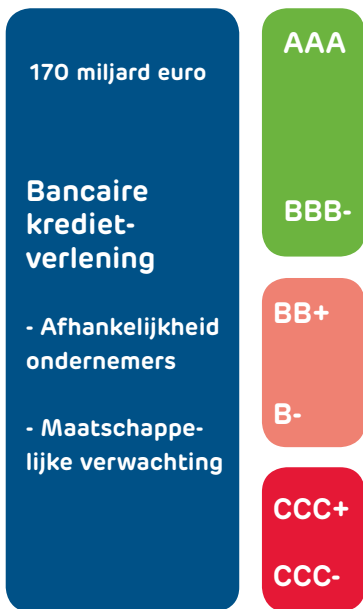 170 miljard euro
Bancaire
krediet-
verlening
- Afhankelijkheid
ondernemers
- Maatschappe-
lijke verwachting
AAA
BBB-
BB+
B-
CCC+
CCC-